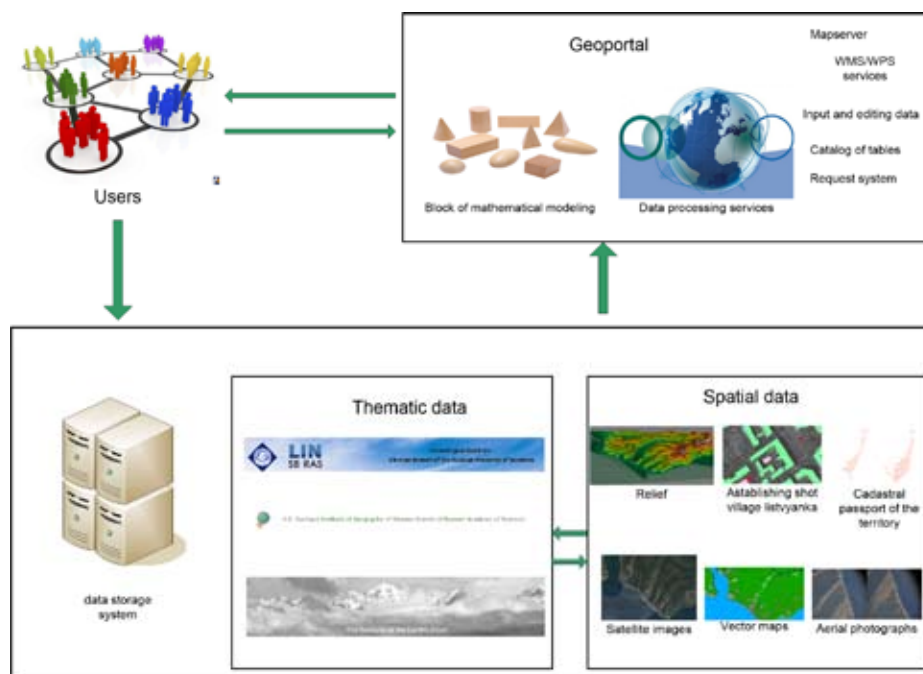 Geoportal
Mapserver
WMS/WPS
services
Input and editing data
Catalog of tables
Request system
Block of mathematical modeling
Data processing services
Users
data storage
system
Thematic data
LIN
SB RAS
Spatial data
Relief
Astablishing shot
village listvyanka
Cadastral
passport of the
territory
Satellite images
Vector maps
Aerial photographs